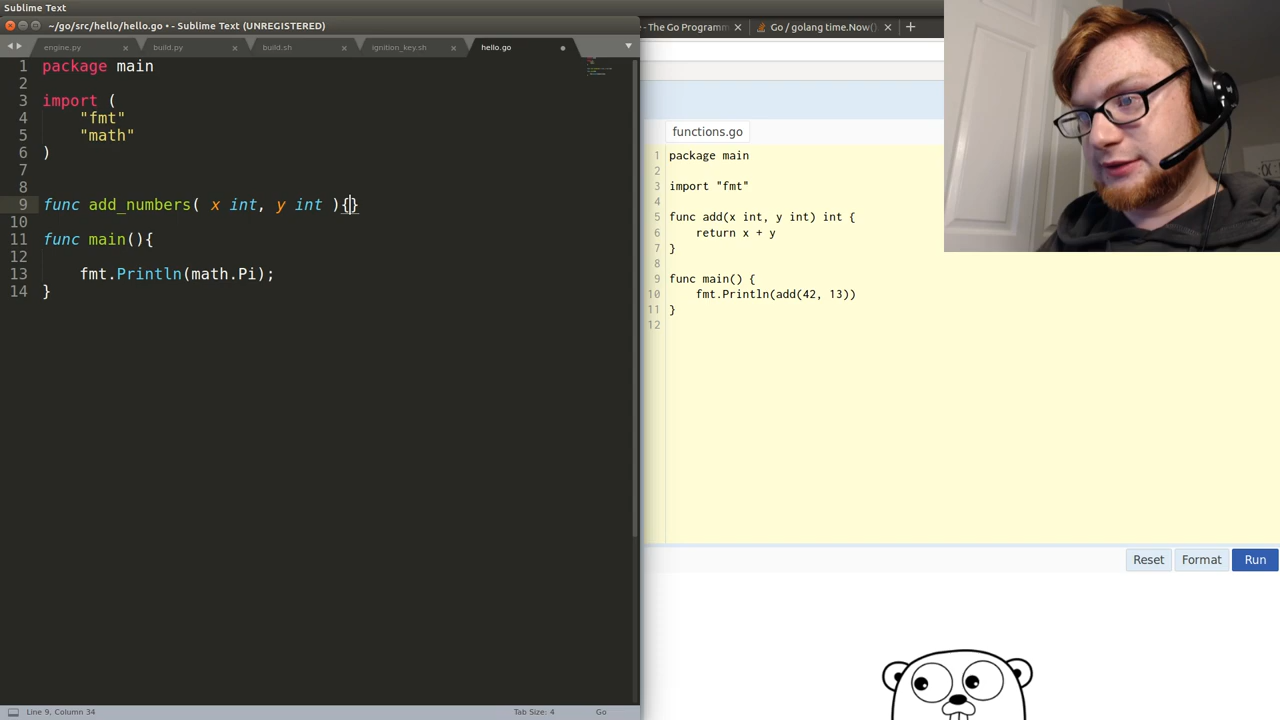 Sublime Text
~/go/src/hello/hello.go • - Sublime Text (UNREGISTERED)
engine.py × build.py × build.sh × ignition_key.sh × hello.go
1 package main
2
3 import (
4 "fmt"
5 "math"
6 )
7
8
9 func add_numbers( x int, y int ){}
10
11 func main(){
12
13 fmt.Println(math.Pi);
14 }
Line 9, Column 34 Tab Size: 4 Go
- The Go Programm × Go / golang time.Now() × +
functions.go
1 package main
2
3 import "fmt"
4
5 func add(x int, y int) int {
6 return x + y
7 }
8
9 func main() {
10 fmt.Println(add(42, 13))
11 }
12
Reset Format Run